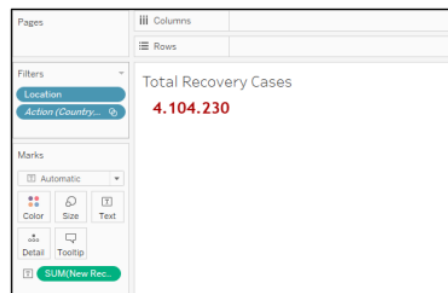 Pages
Columns
Rows
Filters
Location
Action (Country...
Total Recovery Cases
4.104.230
Marks
Automatic
Color
Size
Text
Detail
Tooltip
SUM(New Rec..